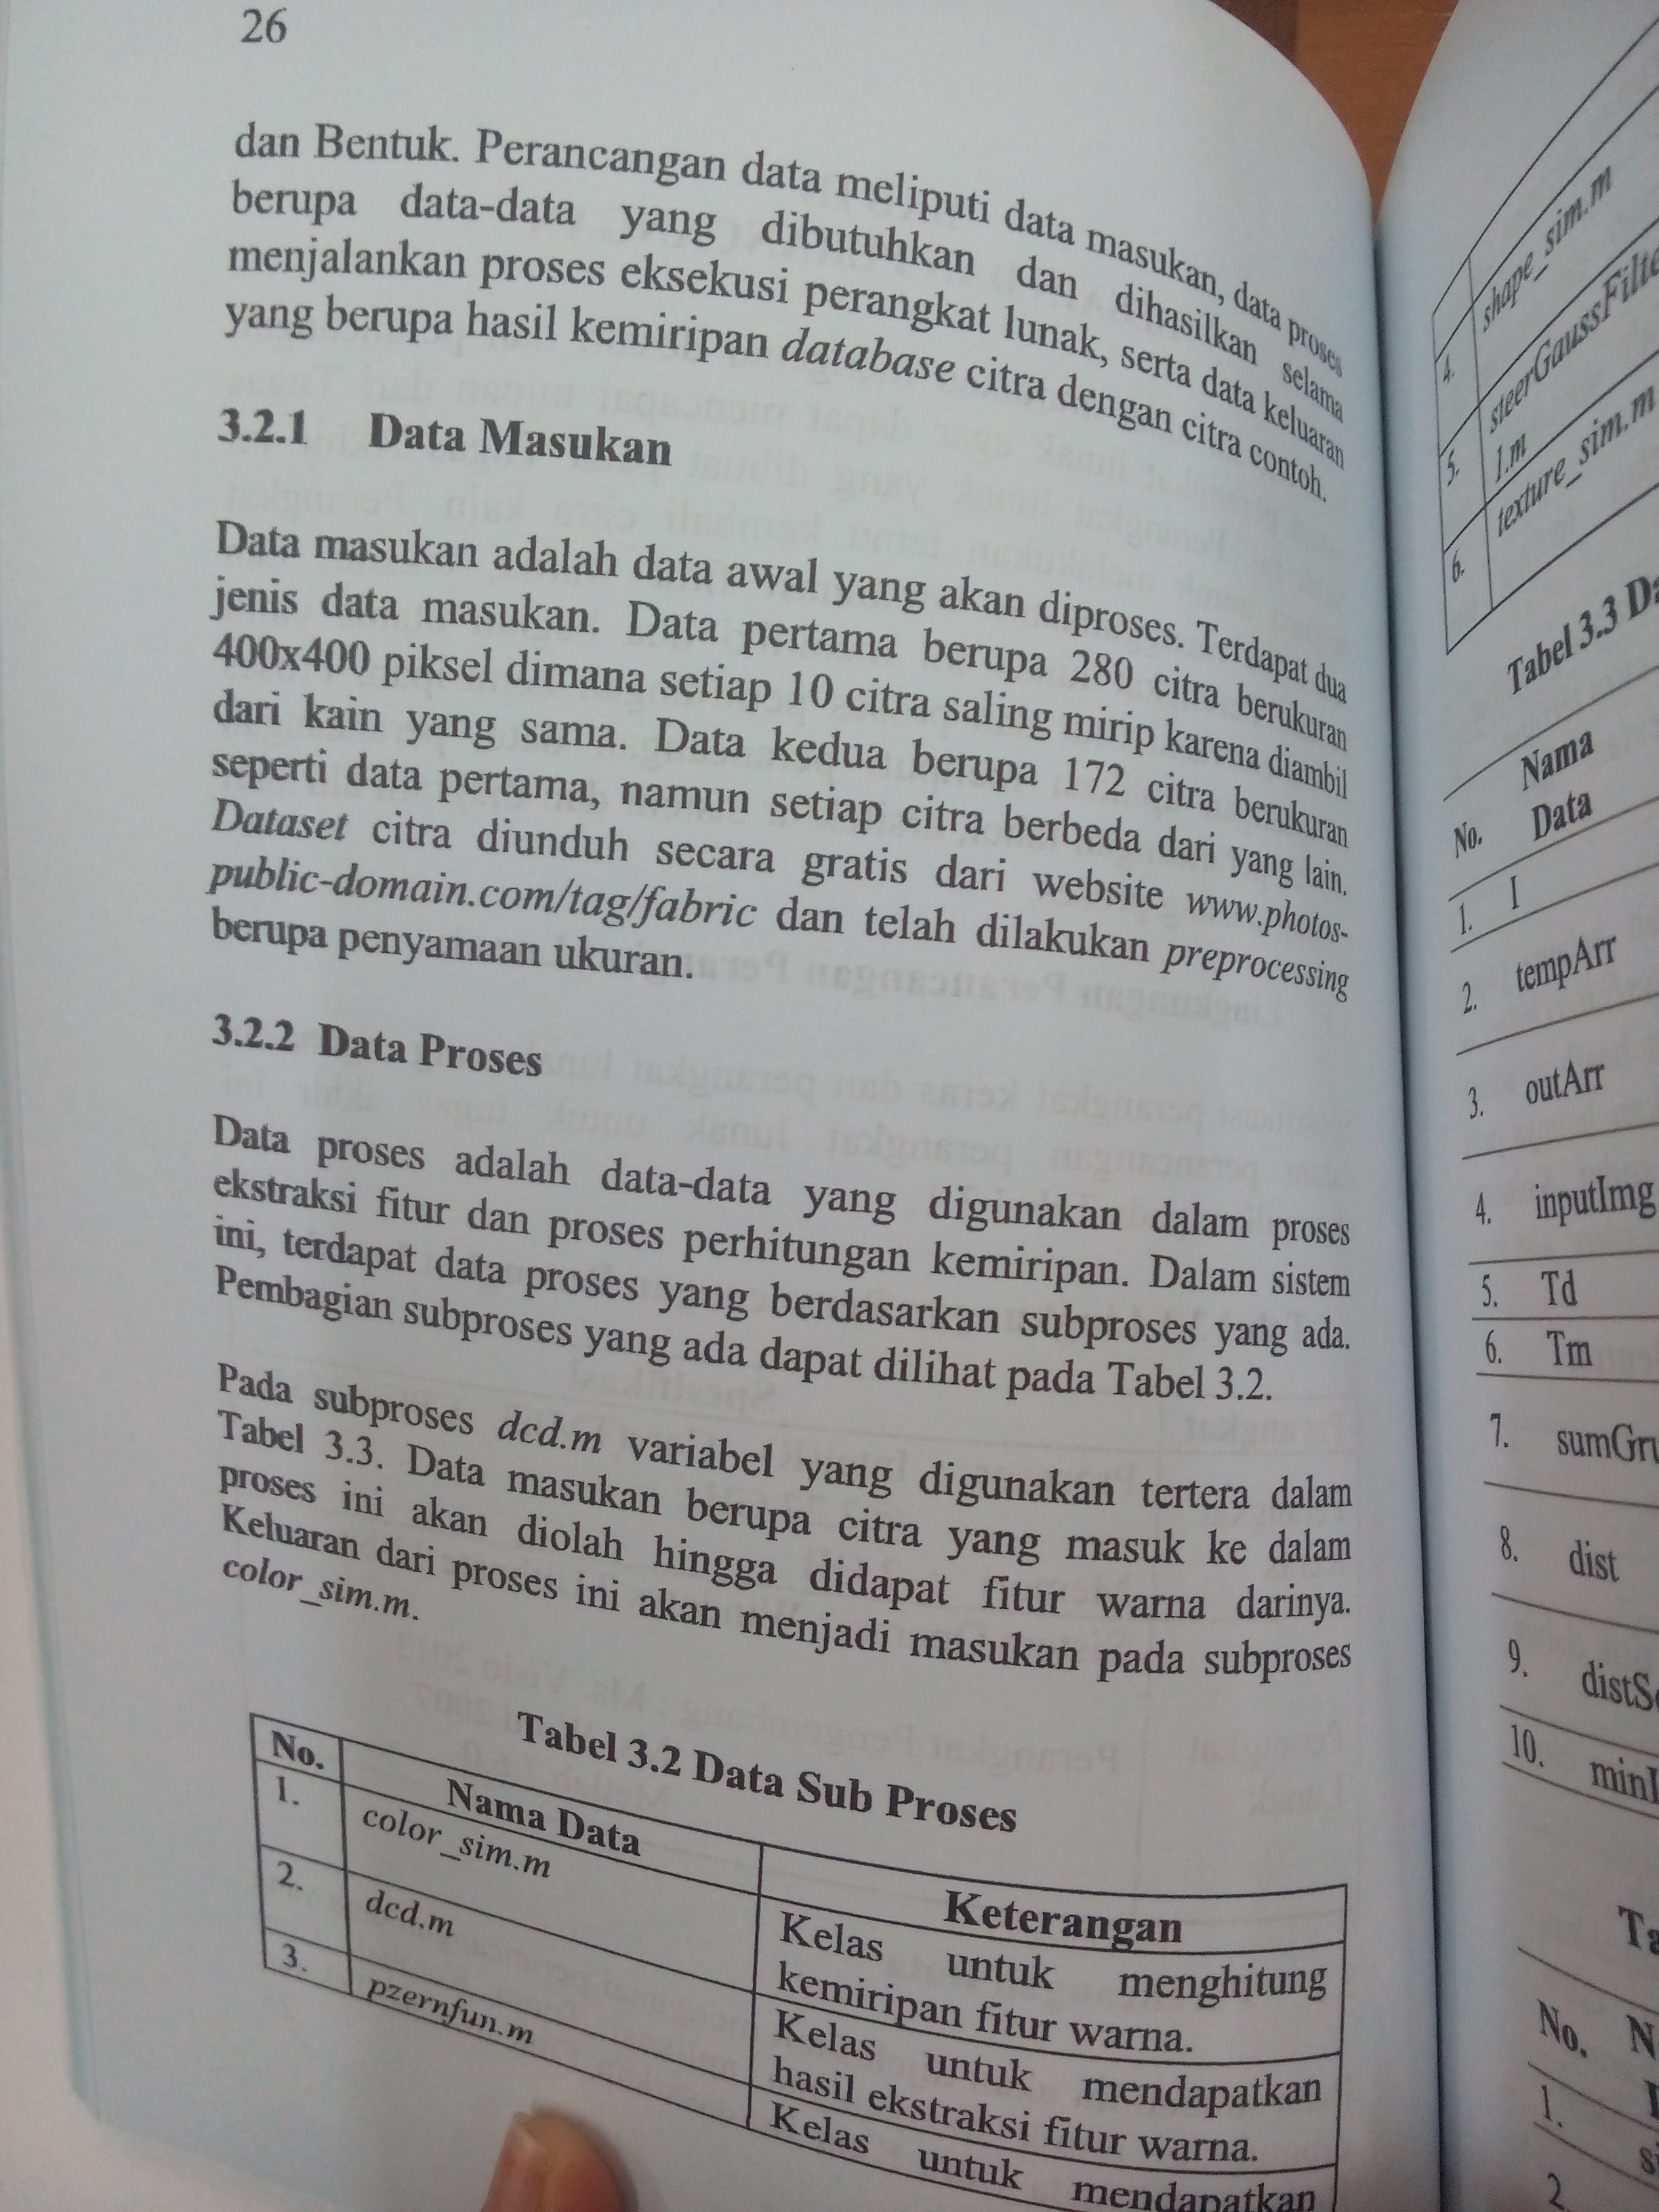 26
dan Bentuk. Perancangan data meliputi data masukan, data proses
berupa data-data yang dibutuhkan dan dihasilkan selama
menjalankan proses eksekusi perangkat lunak, serta data keluaran
yang berupa hasil kemiripan database citra dengan citra contoh.
3.2.1 Data Masukan
Data masukan adalah data awal yang akan diproses. Terdapat dua
jenis data masukan. Data pertama berupa 280 citra berukuran
400x400 piksel dimana setiap 10 citra saling mirip karena diambil
dari kain yang sama. Data kedua berupa 172 citra berukuran
seperti data pertama, namun setiap citra berbeda dari yang lain.
Dataset citra diunduh secara gratis dari website www.photos-
public-domain.com/tag/fabric dan telah dilakukan preprocessing
berupa penyamaan ukuran.
3.2.2 Data Proses
Data proses adalah data-data yang digunakan dalam proses
ekstraksi fitur dan proses perhitungan kemiripan. Dalam sistem
ini, terdapat data proses yang berdasarkan subproses yang ada.
Pembagian subproses yang ada dapat dilihat pada Tabel 3.2.
Pada subproses dcd.m variabel yang digunakan tertera dalam
Tabel 3.3. Data masukan berupa citra yang masuk ke dalam
proses ini akan diolah hingga didapat fitur warna darinya.
Keluaran dari proses ini akan menjadi masukan pada subproses
color_sim.m.
Tabel 3.2 Data Sub Proses
No. Nama Data Keterangan
1. color_sim.m Kelas untuk menghitung
kemiripan fitur warna.
2. dcd.m Kelas untuk mendapatkan
hasil ekstraksi fitur warna.
3. pzernfun.m Kelas untuk mendapatkan
4. shape_sim.m
5. steerGaussFilte
1.m
6. texture_sim.m
Tabel 3.3 Da
Nama
No. Data
1. I
2. tempArr
3. outArr
4. inputImg
5. Td
6. Tm
7. sumGru
8. dist
9. distS
10. minI
Ta
No. N
1.
2.